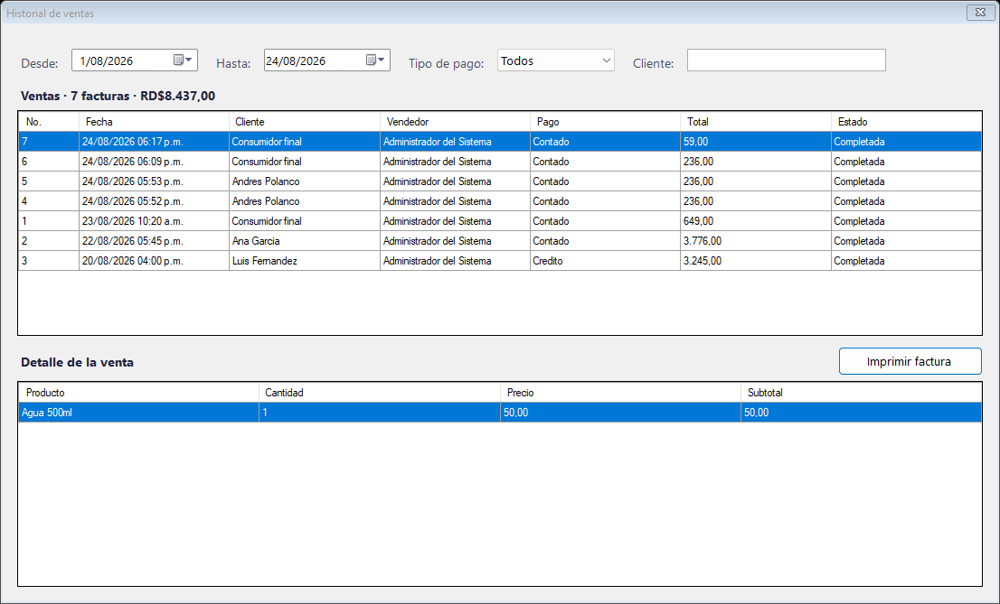 Historial de ventas
Desde: 1/08/2026 Hasta: 24/08/2026 Tipo de pago: Todos Cliente:
Ventas · 7 facturas · RD$8.437,00
No. Fecha Cliente Vendedor Pago Total Estado
7 24/08/2026 06:17 p.m. Consumidor final Administrador del Sistema Contado 59,00 Completada
6 24/08/2026 06:09 p.m. Consumidor final Administrador del Sistema Contado 236,00 Completada
5 24/08/2026 05:53 p.m. Andres Polanco Administrador del Sistema Contado 236,00 Completada
4 24/08/2026 05:52 p.m. Andres Polanco Administrador del Sistema Contado 236,00 Completada
1 23/08/2026 10:20 a.m. Consumidor final Administrador del Sistema Contado 649,00 Completada
2 22/08/2026 05:45 p.m. Ana Garcia Administrador del Sistema Contado 3.776,00 Completada
3 20/08/2026 04:00 p.m. Luis Fernandez Administrador del Sistema Credito 3.245,00 Completada
Detalle de la venta Imprimir factura
Producto Cantidad Precio Subtotal
Agua 500ml 1 50,00 50,00